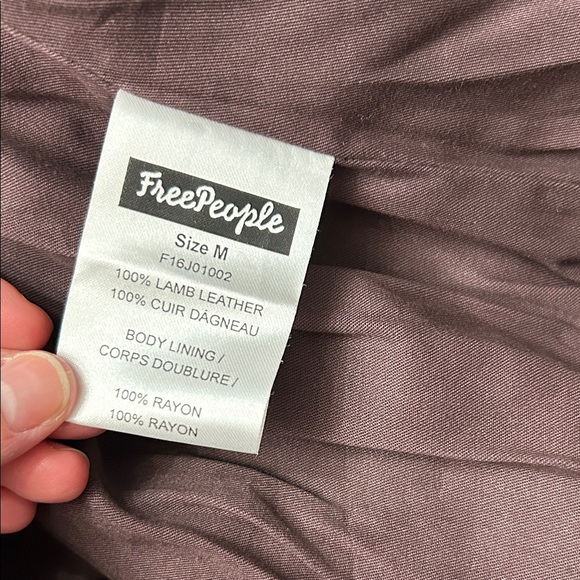 FreePeople
Size M
F16J01002
100% LAMB LEATHER
100% CUIR DÁGNEAU
BODY LINING /
CORPS DOUBLURE /
100% RAYON
100% RAYON